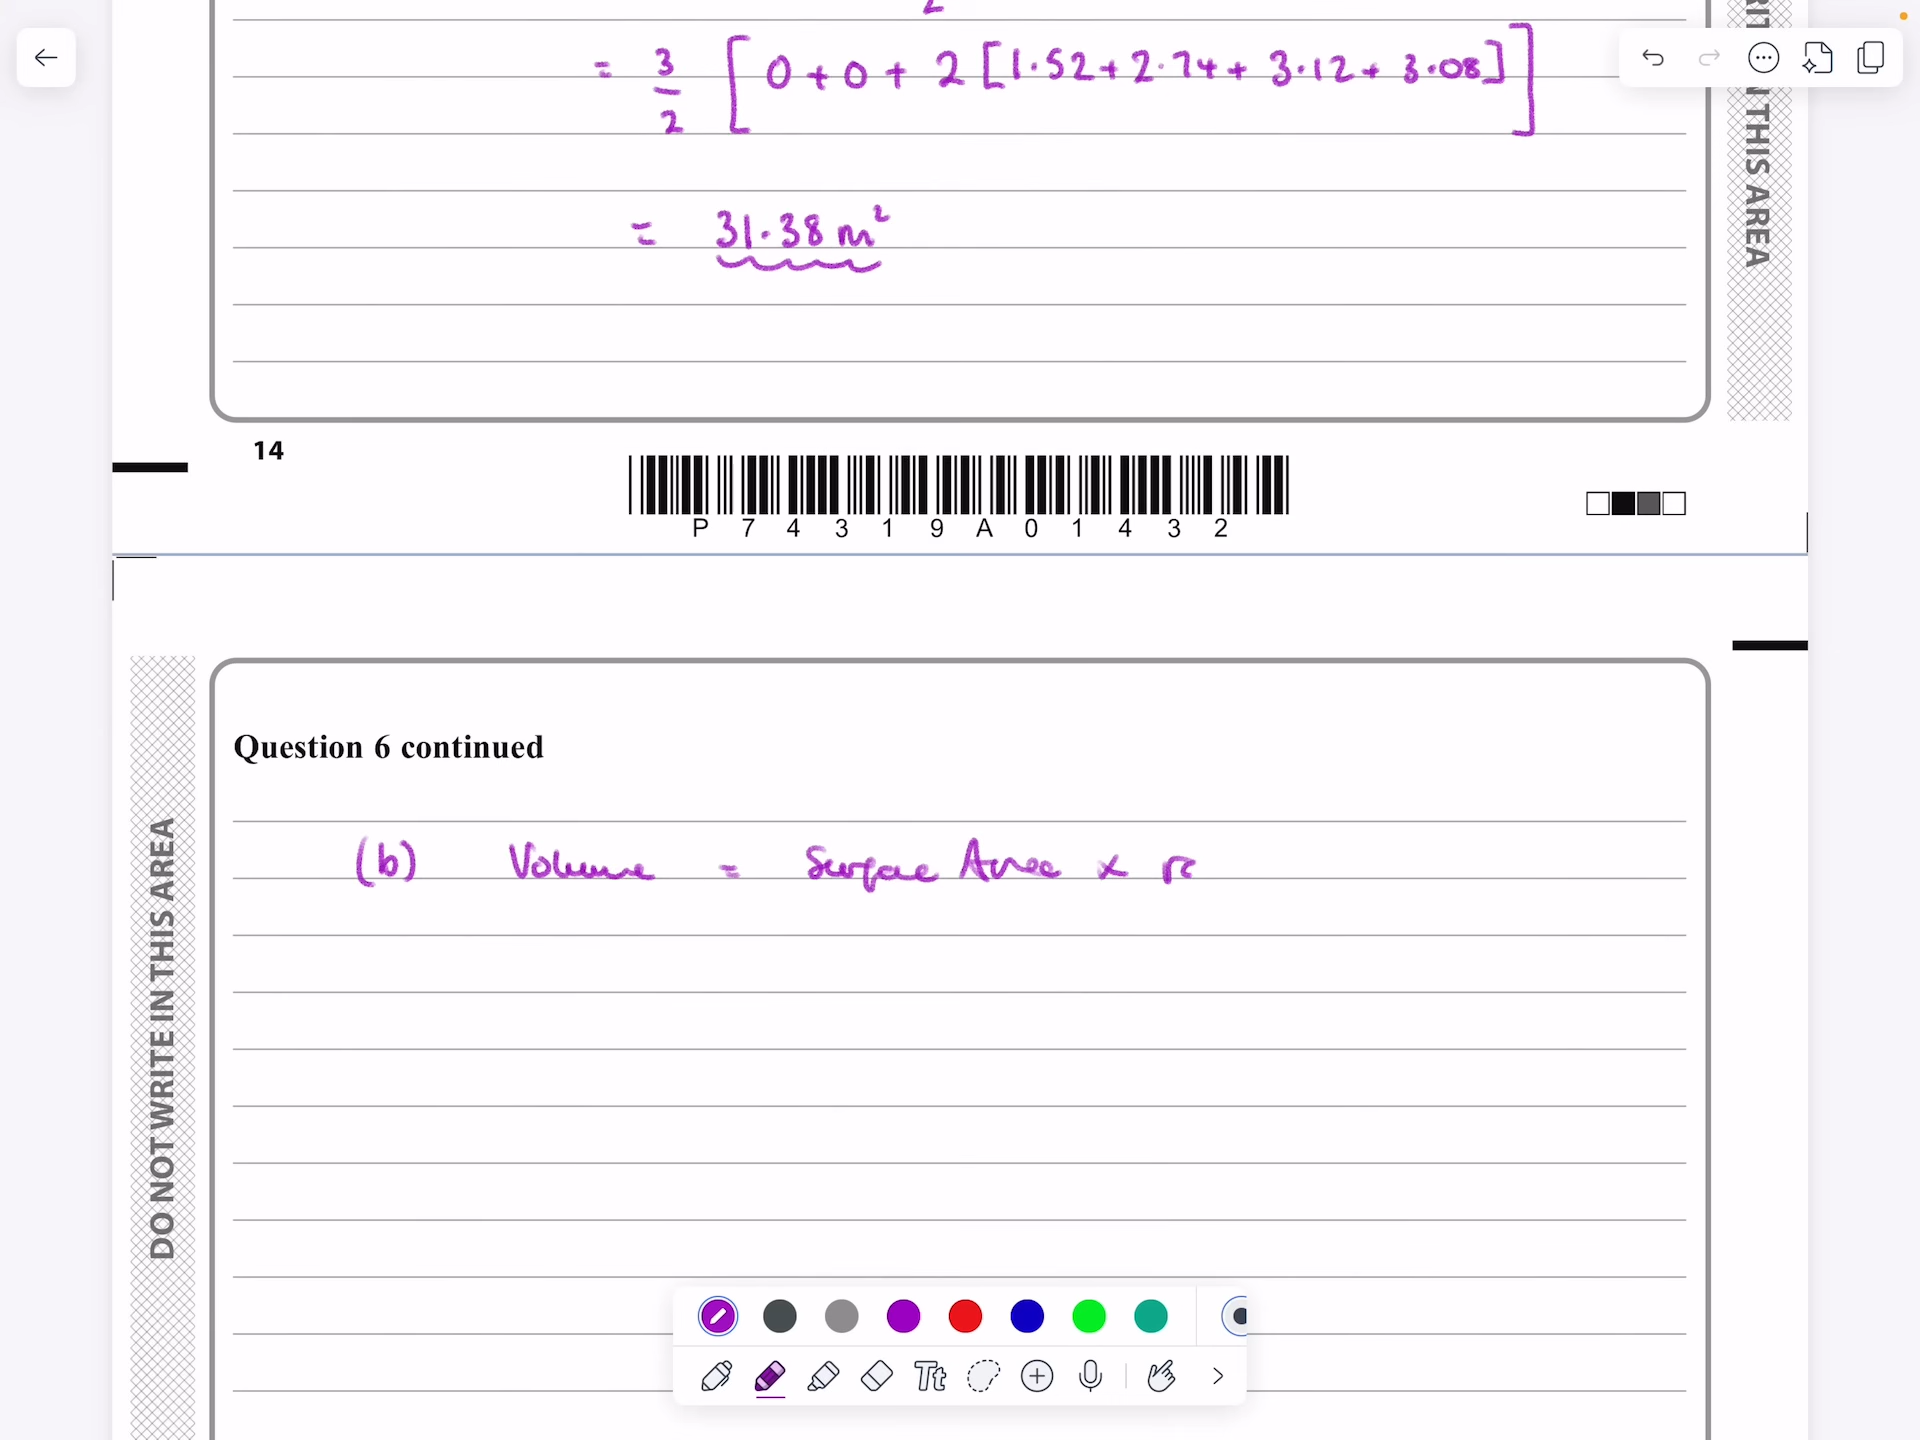 = 3/2 [ 0 + 0 + 2 [1.52 + 2.74 + 3.12 + 3.08] ]
= 31.38 m²
RIT
N THIS AREA
14
P 7 4 3 1 9 A 0 1 4 3 2
Question 6 continued
(b) Volume = Surface Area ×
DO NOT WRITE IN THIS AREA
Tt